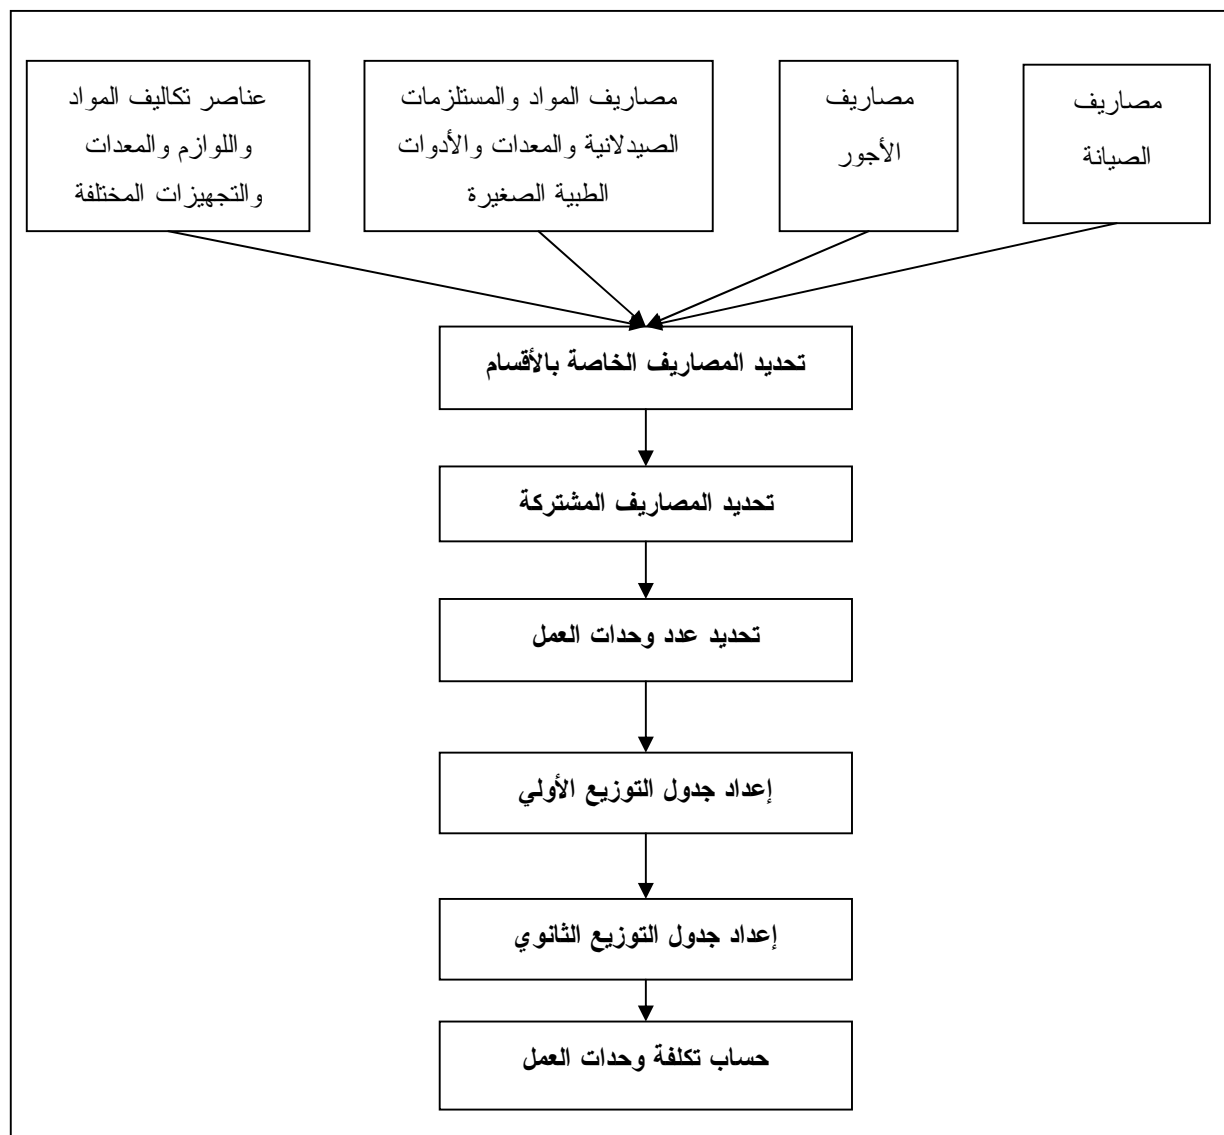 مصاريف
الصيانة
مصاريف
الأجور
مصاريف المواد والمستلزمات
الصيدلانية والمعدات والأدوات
الطبية الصغيرة
عناصر تكاليف المواد
واللوازم والمعدات
والتجهيزات المختلفة
تحديد المصاريف الخاصة بالأقسام
تحديد المصاريف المشتركة
تحديد عدد وحدات العمل
إعداد جدول التوزيع الأولي
إعداد جدول التوزيع الثانوي
حساب تكلفة وحدات العمل